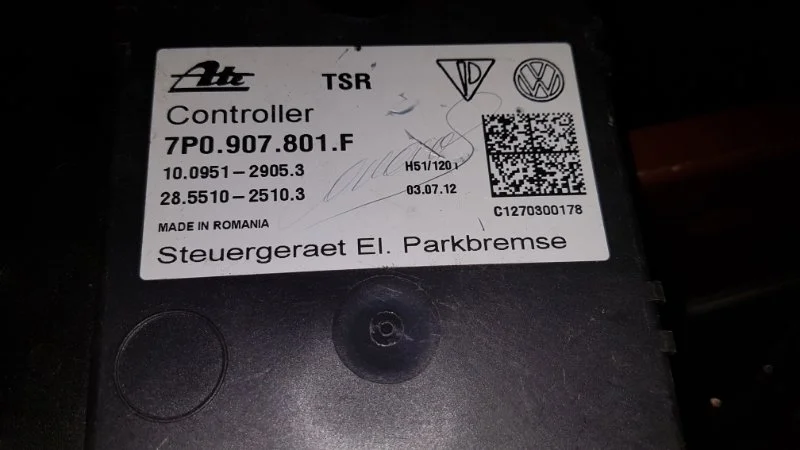 Ate TSR
Controller
7P0.907.801.F
10.0951-2905.3 H51/1201
28.5510-2510.3 03.07.12
C1270300178
MADE IN ROMANIA
Steuergeraet El. Parkbremse